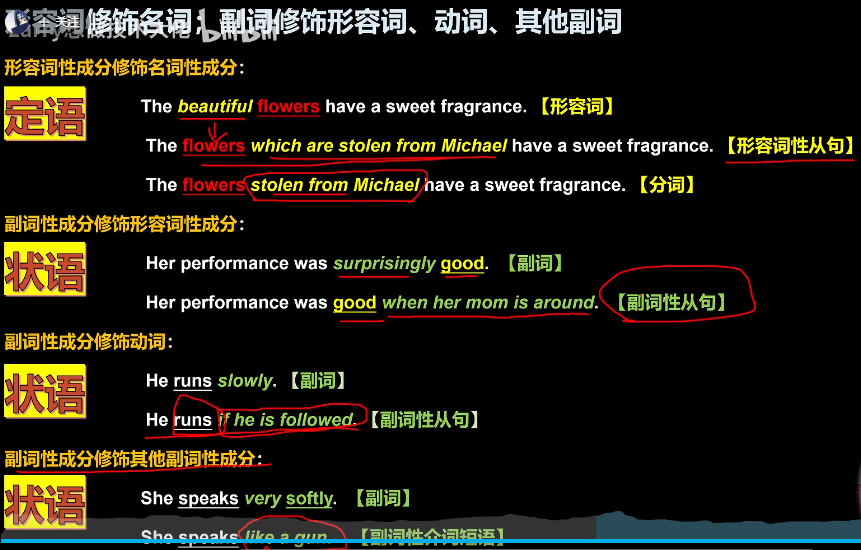 形容词修饰名词；副词修饰形容词、动词、其他副词
+ 关注
bilibili
形容词性成分修饰名词性成分：
定语
The beautiful flowers have a sweet fragrance. 【形容词】
The flowers which are stolen from Michael have a sweet fragrance. 【形容词性从句】
The flowers stolen from Michael have a sweet fragrance. 【分词】
副词性成分修饰形容词性成分：
状语
Her performance was surprisingly good. 【副词】
Her performance was good when her mom is around. 【副词性从句】
副词性成分修饰动词：
状语
He runs slowly. 【副词】
He runs if he is followed. 【副词性从句】
副词性成分修饰其他副词性成分：
状语
She speaks very softly. 【副词】
She speaks like a gun. 【副词性介词短语】